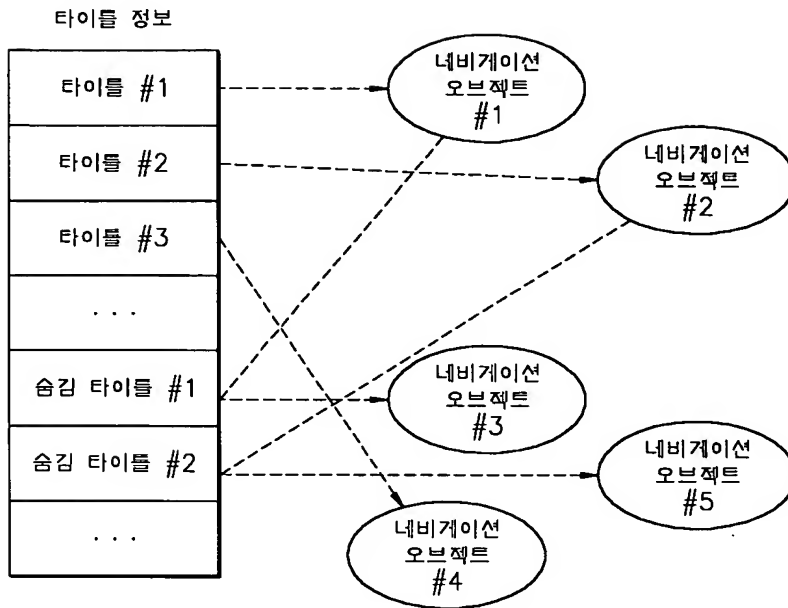 타이틀 정보
타이틀 #1
타이틀 #2
타이틀 #3
...
숨김 타이틀 #1
숨김 타이틀 #2
...
네비게이션
오브젝트
#1
네비게이션
오브젝트
#2
네비게이션
오브젝트
#3
네비게이션
오브젝트
#5
네비게이션
오브젝트
#4